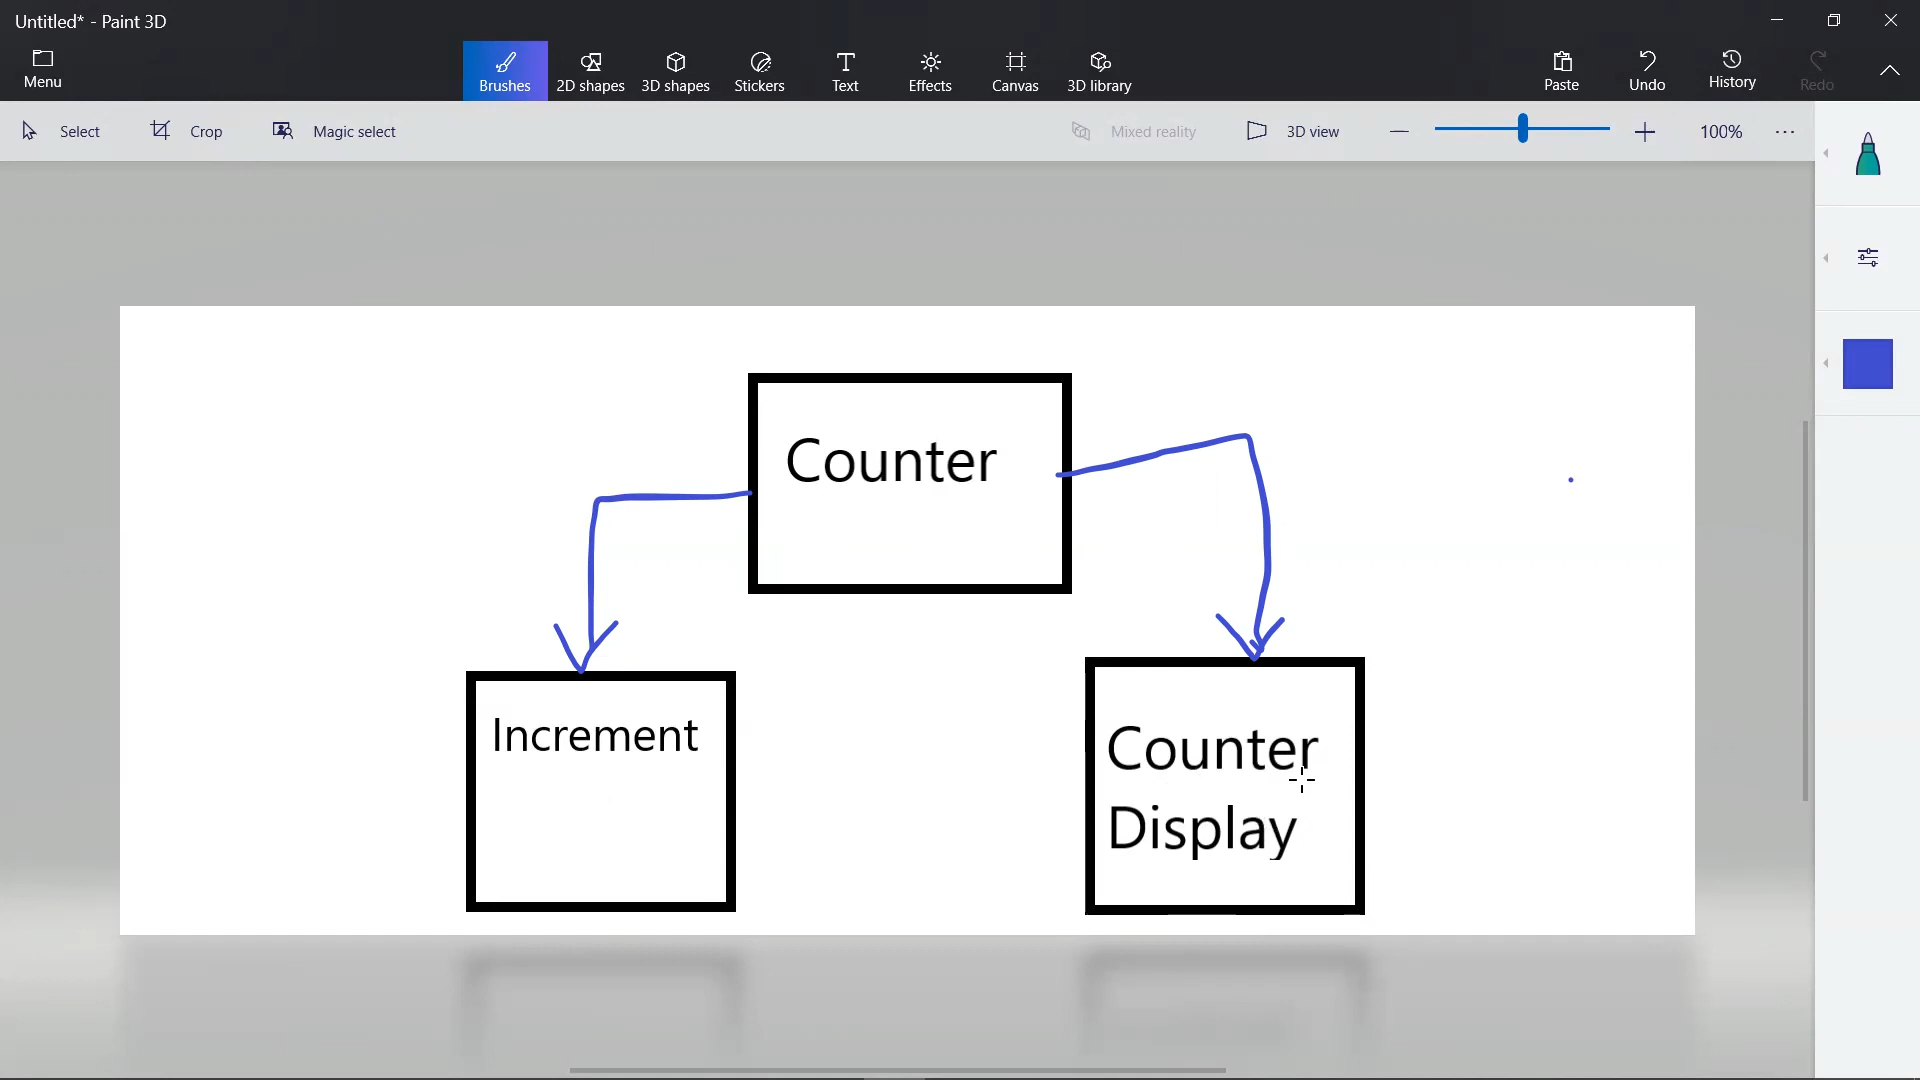 Untitled* - Paint 3D
Menu
Brushes
2D shapes
3D shapes
Stickers
Text
Effects
Canvas
3D library
Paste
Undo
History
Redo
Select
Crop
Magic select
Mixed reality
3D view
100%
Counter
Increment
Counter
Display